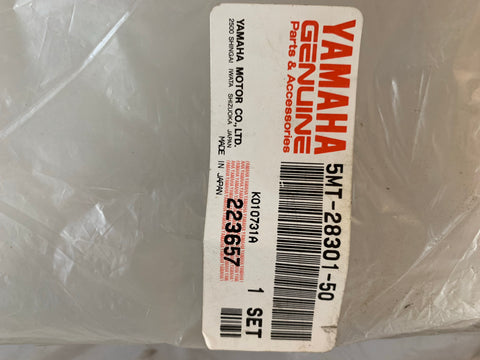 YAMAHA
GENUINE
Parts & Accessories
YAMAHA MOTOR CO., LTD.
2500 SHINGAI IWATA SHIZUOKA JAPAN
MADE IN JAPAN
5MT-28301-50
K010731A
223657
1 SET